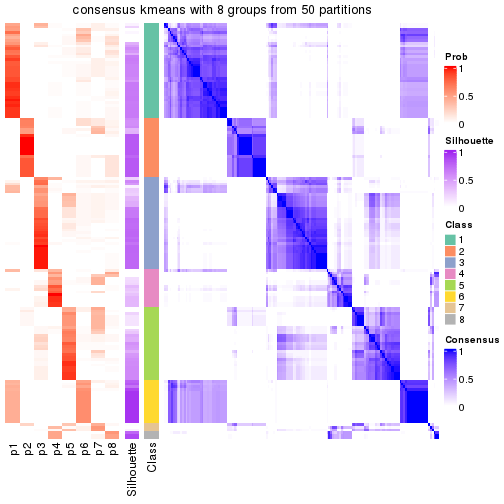 consensus kmeans with 8 groups from 50 partitions
Prob
1
0.5
0
Silhouette
1
0.5
0
Class
1
2
3
4
5
6
7
8
Consensus
1
0.5
0
p1
p2
p3
p4
p5
p6
p7
p8
Silhouette
Class